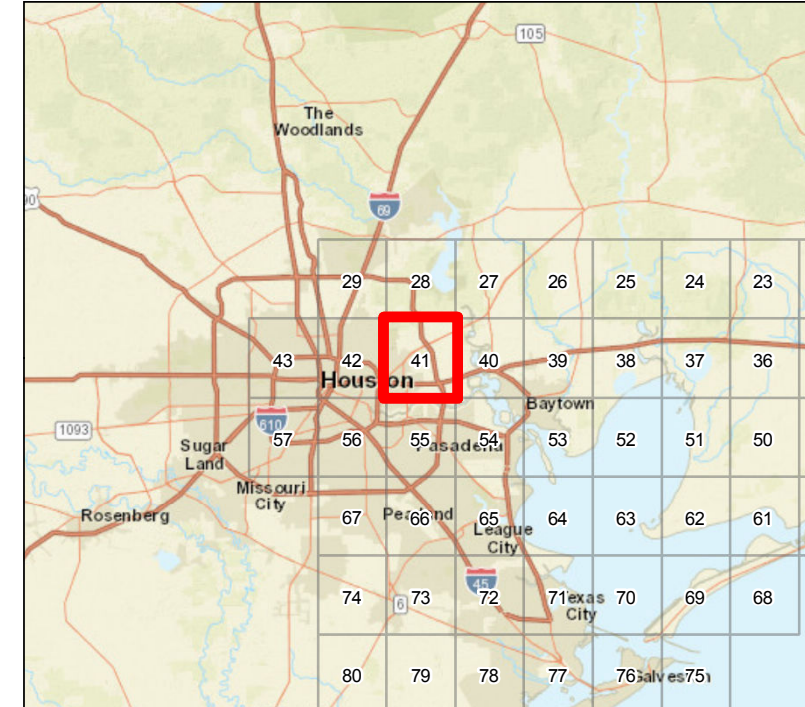 105
The
Woodlands
69
29 28 27 26 25 24 23
43 42 41 40 39 38 37 36
Houston
Baytown
1093
610
57 56 55 54 53 52 51 50
Pasadena
Sugar
Land
Missouri
City
Rosenberg
67 66 65 64 63 62 61
Pearland
League
City
45
74 73 72 71 70 69 68
6
Texas
City
80 79 78 77 76 75
Galveston